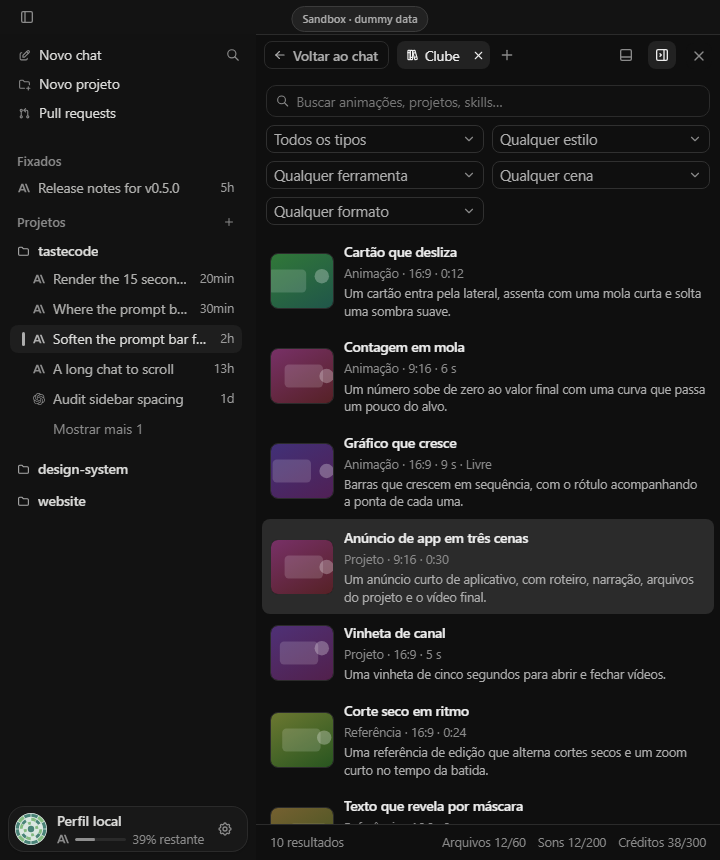 Sandbox · dummy data
Novo chat
Novo projeto
Pull requests
Fixados
Release notes for v0.5.0 5h
Projetos
tastecode
Render the 15 secon... 20min
Where the prompt b... 30min
Soften the prompt bar f... 2h
A long chat to scroll 13h
Audit sidebar spacing 1d
Mostrar mais 1
design-system
website
Perfil local
39% restante
Voltar ao chat
Clube
Buscar animações, projetos, skills...
Todos os tipos
Qualquer estilo
Qualquer ferramenta
Qualquer cena
Qualquer formato
Cartão que desliza
Animação · 16:9 · 0:12
Um cartão entra pela lateral, assenta com uma mola curta e solta
uma sombra suave.
Contagem em mola
Animação · 9:16 · 6 s
Um número sobe de zero ao valor final com uma curva que passa
um pouco do alvo.
Gráfico que cresce
Animação · 16:9 · 9 s · Livre
Barras que crescem em sequência, com o rótulo acompanhando
a ponta de cada uma.
Anúncio de app em três cenas
Projeto · 9:16 · 0:30
Um anúncio curto de aplicativo, com roteiro, narração, arquivos
do projeto e o vídeo final.
Vinheta de canal
Projeto · 16:9 · 5 s
Uma vinheta de cinco segundos para abrir e fechar vídeos.
Corte seco em ritmo
Referência · 16:9 · 0:24
Uma referência de edição que alterna cortes secos e um zoom
curto no tempo da batida.
Texto que revela por máscara
10 resultados
Arquivos 12/60 Sons 12/200 Créditos 38/300